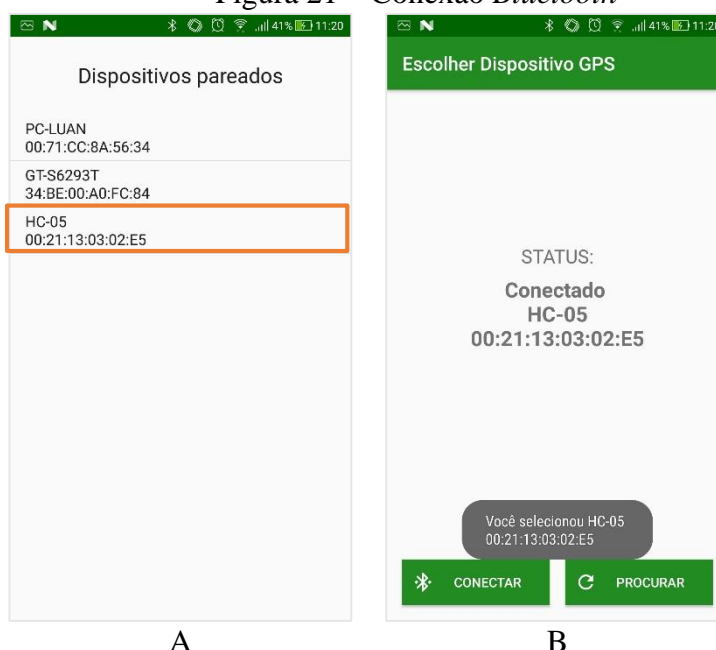 Figura 21 – Conexão Bluetooth
41% 11:20
Dispositivos pareados
PC-LUAN
00:71:CC:8A:56:34
GT-S6293T
34:BE:00:A0:FC:84
HC-05
00:21:13:03:02:E5
A
41% 11:20
Escolher Dispositivo GPS
STATUS:
Conectado
HC-05
00:21:13:03:02:E5
Você selecionou HC-05
00:21:13:03:02:E5
CONECTAR
PROCURAR
B